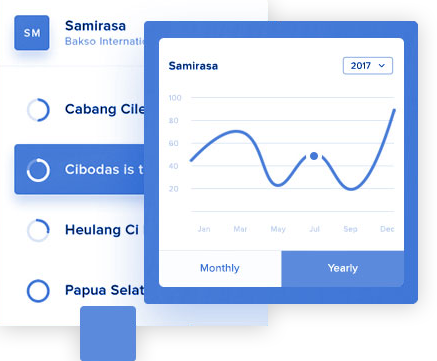 SM
Samirasa
Bakso Internati
Cabang Cile
Cibodas is t
Heulang Ci
Papua Selat
Samirasa
2017
100
80
60
40
20
Jan Mar May Jul Sep Dec
Monthly Yearly